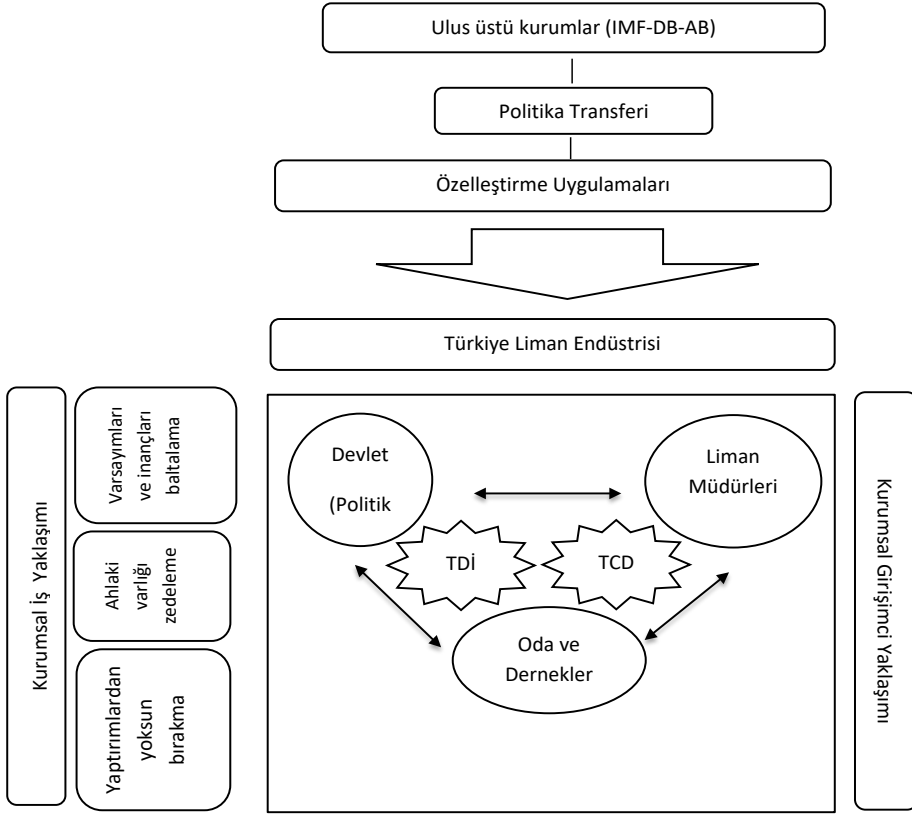 Ulus üstü kurumlar (IMF-DB-AB)
Politika Transferi
Özelleştirme Uygulamaları
Türkiye Liman Endüstrisi
Kurumsal İş Yaklaşımı
Varsayımları
ve inançları
baltalama
Ahlaki
varlığı
zedeleme
Yaptırımlardan
yoksun
bırakma
Devlet
(Politik
Liman
Müdürleri
TDİ
TCD
Oda ve
Dernekler
Kurumsal Girişimci Yaklaşımı